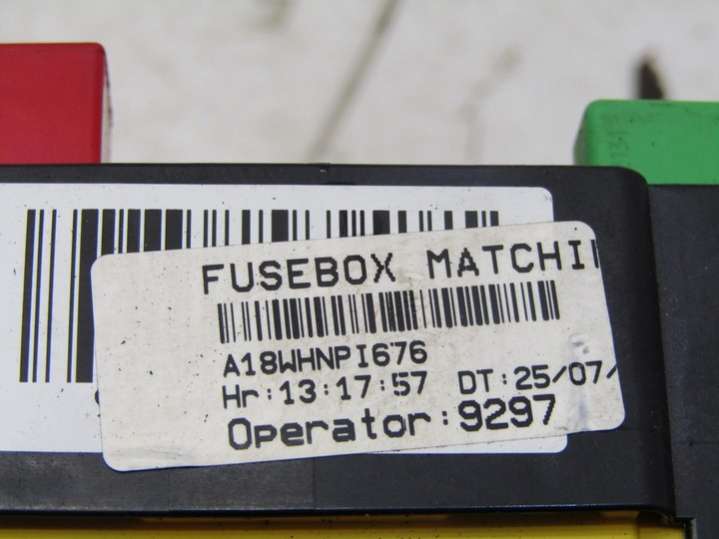 FUSEBOX MATCHI
A18WHNPI676
Hr:13:17:57 DT:25/07/
Operator:9297